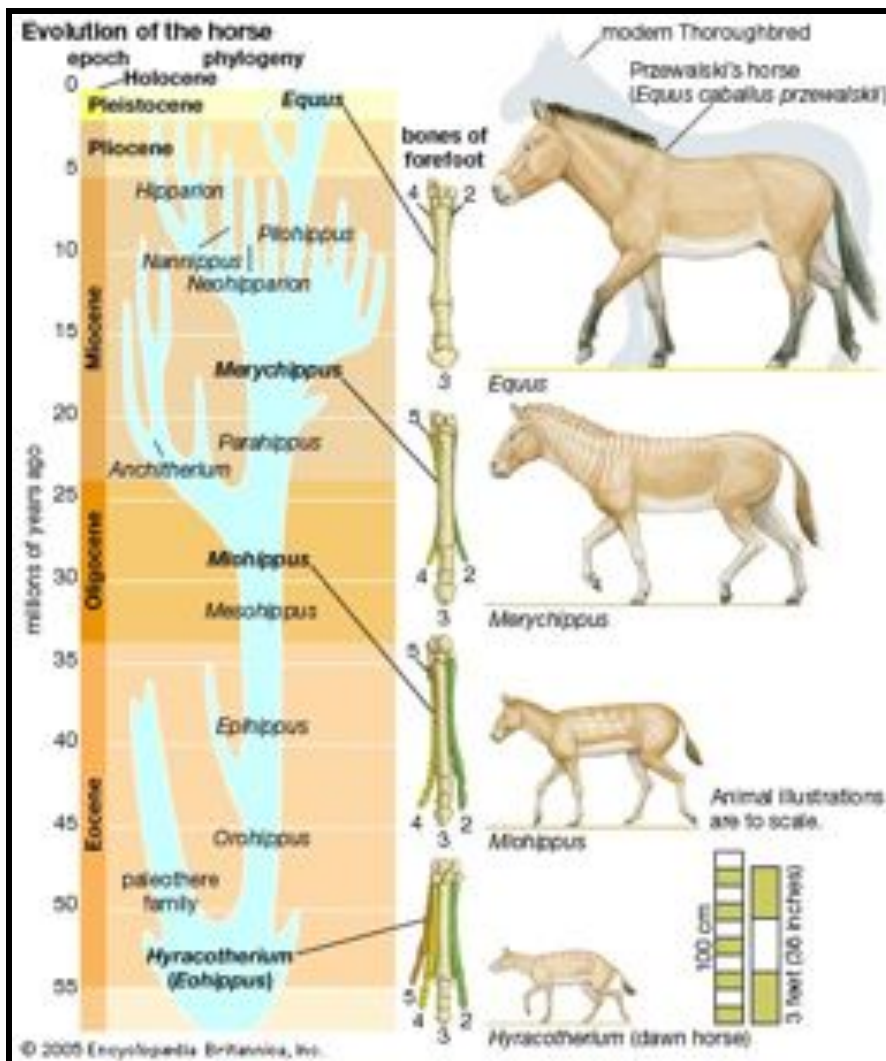 Evolution of the horse
epoch phylogeny
0
Holocene
Pleistocene
Equus
Pliocene
5
Hipparion
Pliohippus
10
Nannippus
Neohipparion
Miocene
15
Merychippus
20
Parahippus
Anchitherium
25
Oligocene
Miohippus
30
Mesohippus
35
Epihippus
40
Eocene
45
Orohippus
paleothere
family
50
Hyracotherium
(Eohippus)
55
millions of years ago
bones of
forefoot
4 2
3
5
4 2
3
5
4 2
3
5
4 2
3
modern Thoroughbred
Przewalski's horse
(Equus caballus przewalskii)
Equus
Merychippus
Miohippus
Animal illustrations
are to scale.
100 cm
3 feet (36 inches)
Hyracotherium (dawn horse)
© 2005 Encyclopædia Britannica, Inc.